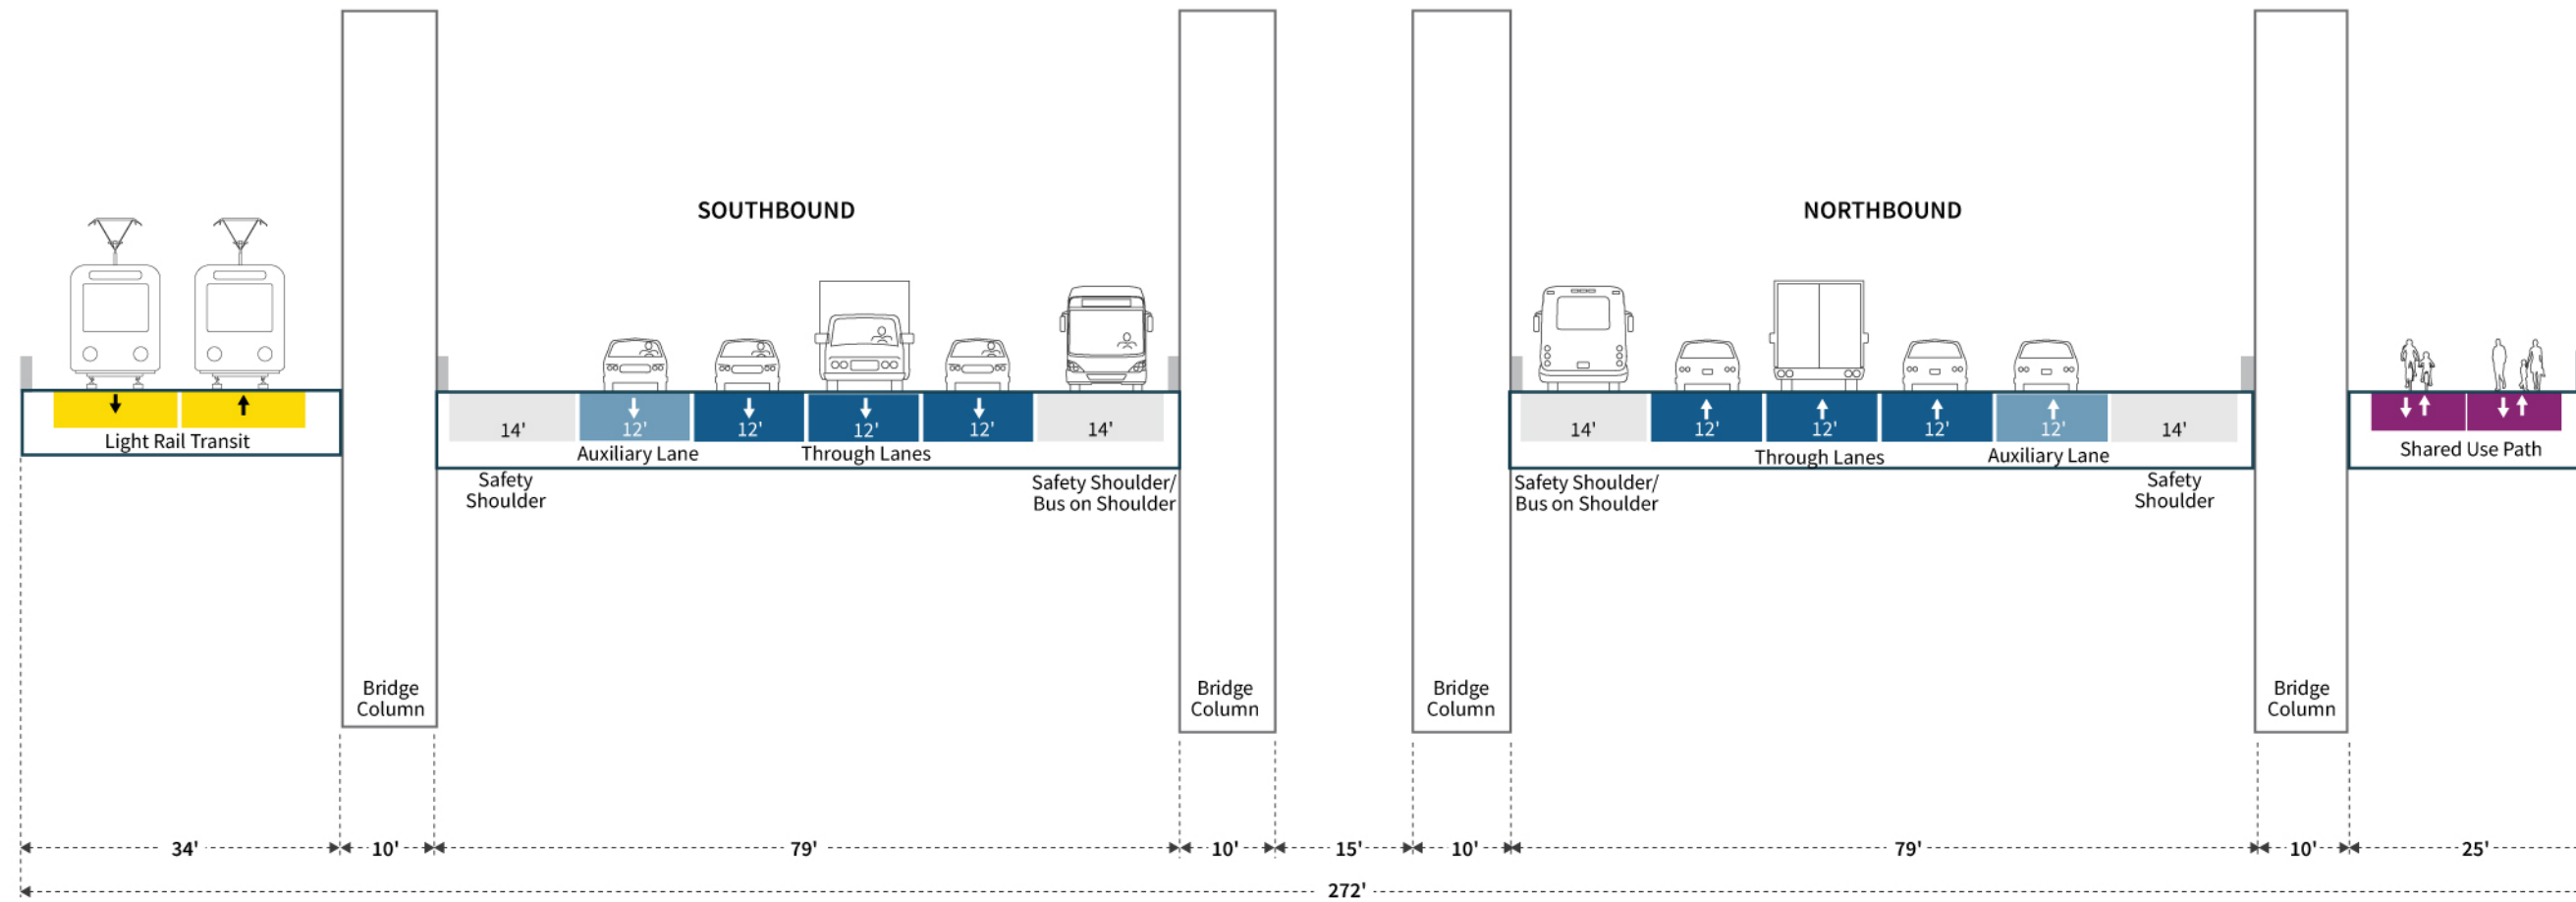 SOUTHBOUND
NORTHBOUND
14'
12'
12'
12'
12'
14'
14'
12'
12'
12'
12'
14'
Light Rail Transit
Auxiliary Lane
Through Lanes
Through Lanes
Auxiliary Lane
Shared Use Path
Safety
Shoulder
Safety Shoulder/
Bus on Shoulder
Safety Shoulder/
Bus on Shoulder
Safety
Shoulder
Bridge
Column
Bridge
Column
Bridge
Column
Bridge
Column
34'
10'
79'
10'
15'
10'
79'
10'
25'
272'